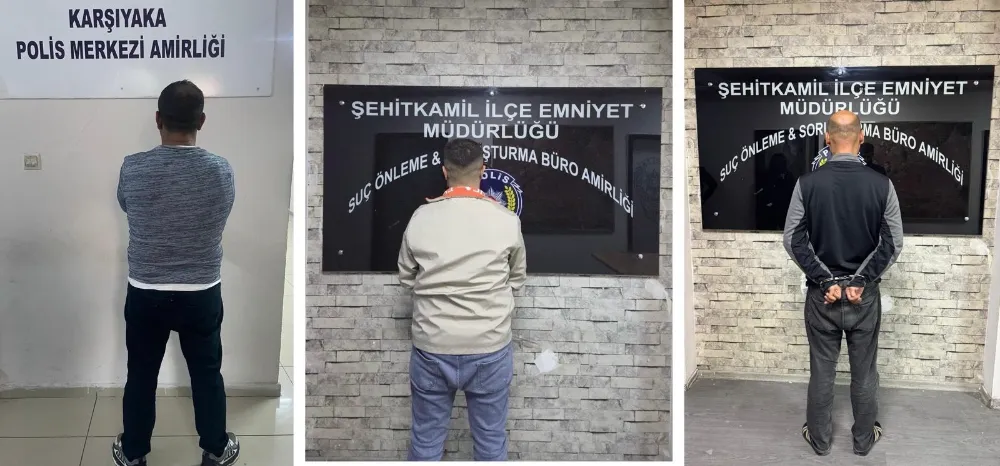 KARŞIYAKA
POLİS MERKEZİ AMİRLİĞİ
ŞEHİTKAMİL İLÇE EMNİYET
MÜDÜRLÜĞÜ
SUÇ ÖNLEME & BÜRO AMİRLİĞİ
POLİS
ŞEHİTKAMİL İLÇE EMNİYET
MÜDÜRLÜĞÜ
SUÇ ÖNLEME & BÜRO AMİRLİĞİ